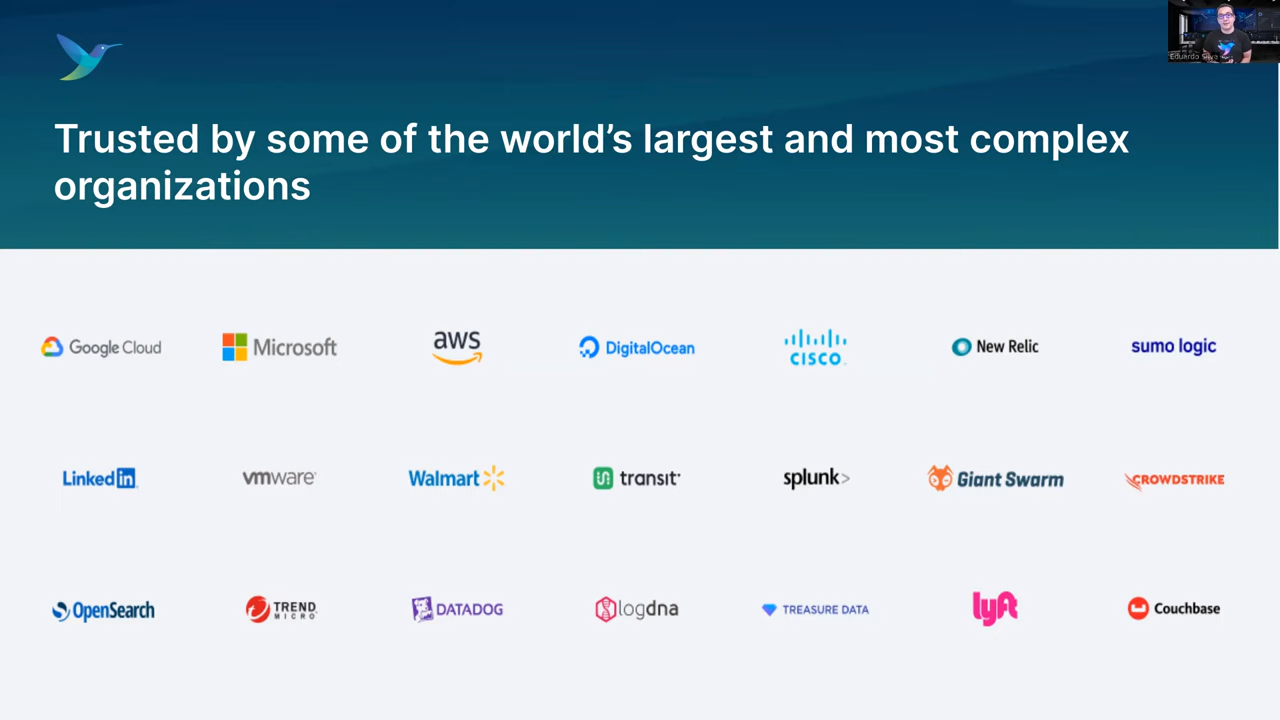 Eduardo Silva
Trusted by some of the world's largest and most complex
organizations
Google Cloud
Microsoft
aws
DigitalOcean
CISCO
New Relic
sumo logic
LinkedIn
vmware
Walmart
transit
splunk>
Giant Swarm
CROWDSTRIKE
OpenSearch
TREND
MICRO
DATADOG
logdna
TREASURE DATA
lyft
Couchbase